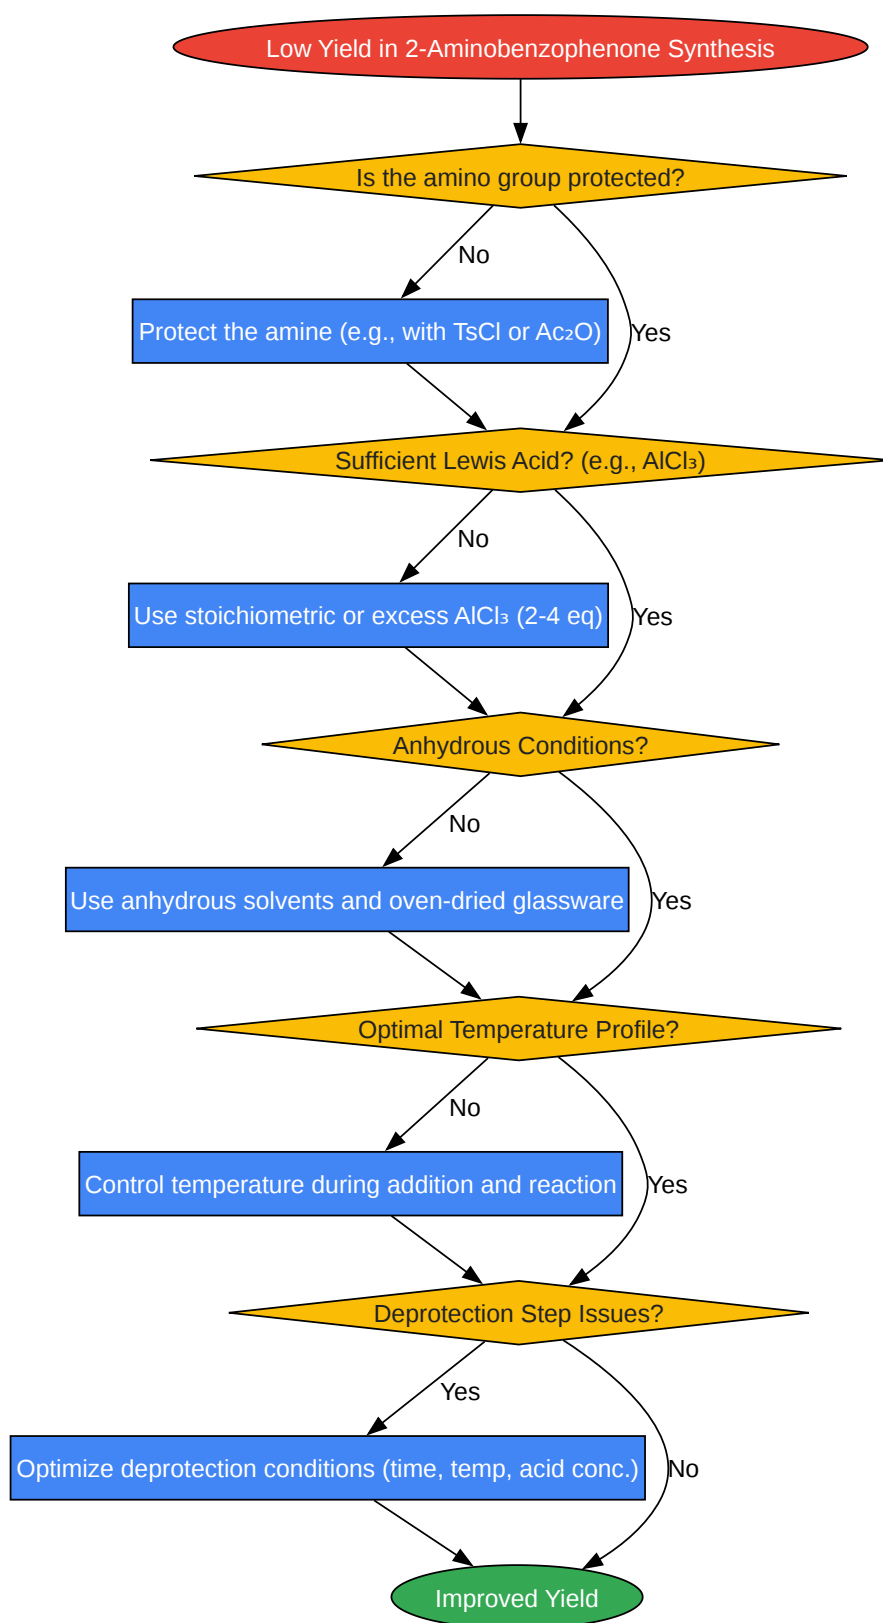 Low Yield in 2-Aminobenzophenone Synthesis
Is the amino group protected?
No
Protect the amine (e.g., with TsCl or Ac₂O)
Yes
Sufficient Lewis Acid? (e.g., AlCl₃)
No
Use stoichiometric or excess AlCl₃ (2-4 eq)
Yes
Anhydrous Conditions?
No
Use anhydrous solvents and oven-dried glassware
Yes
Optimal Temperature Profile?
No
Control temperature during addition and reaction
Yes
Deprotection Step Issues?
Yes
Optimize deprotection conditions (time, temp, acid conc.)
No
Improved Yield